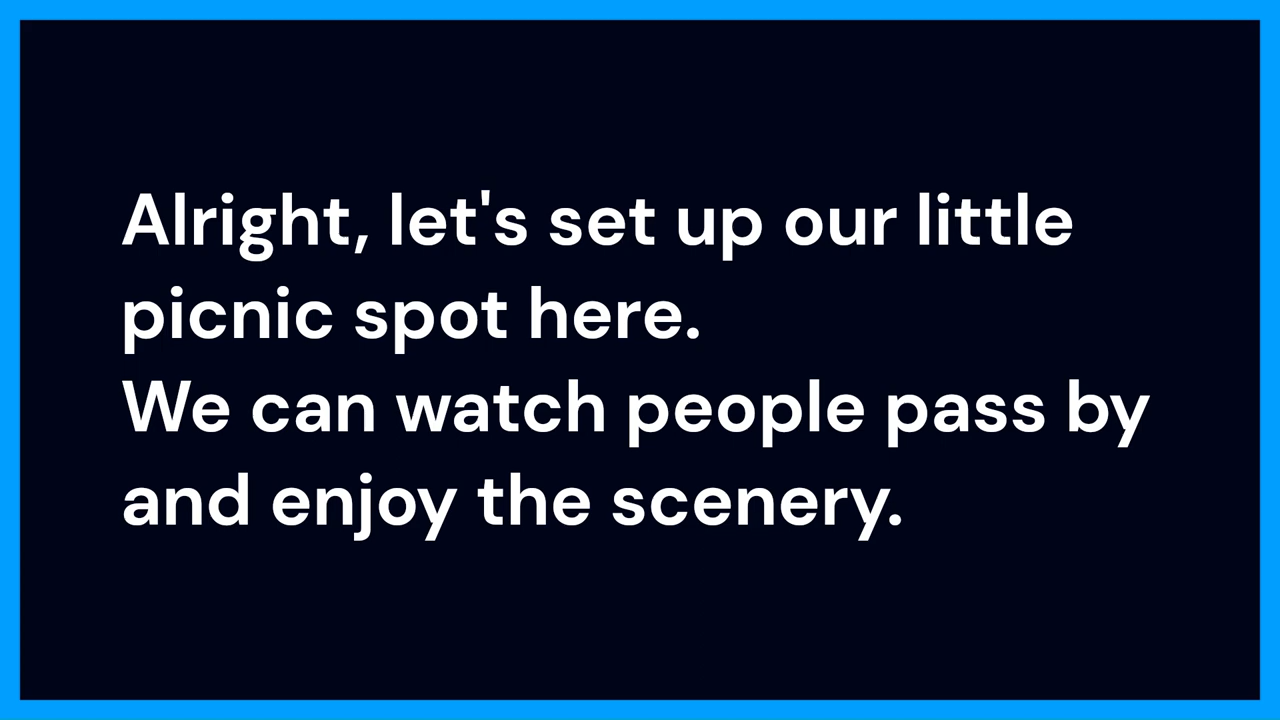 Alright, let's set up our little
picnic spot here.
We can watch people pass by
and enjoy the scenery.